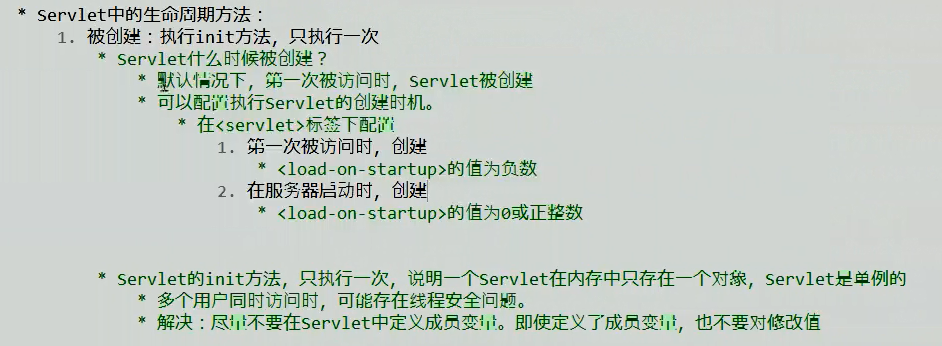 * Servlet中的生命周期方法：
1. 被创建：执行init方法，只执行一次
* Servlet什么时候被创建？
* 默认情况下，第一次被访问时，Servlet被创建
* 可以配置执行Servlet的创建时机。
* 在<servlet>标签下配置
1. 第一次被访问时，创建
* <load-on-startup>的值为负数
2. 在服务器启动时，创建
* <load-on-startup>的值为0或正整数
* Servlet的init方法，只执行一次，说明一个Servlet在内存中只存在一个对象，Servlet是单例的
* 多个用户同时访问时，可能存在线程安全问题。
* 解决：尽量不要在Servlet中定义成员变量。即使定义了成员变量，也不要对修改值